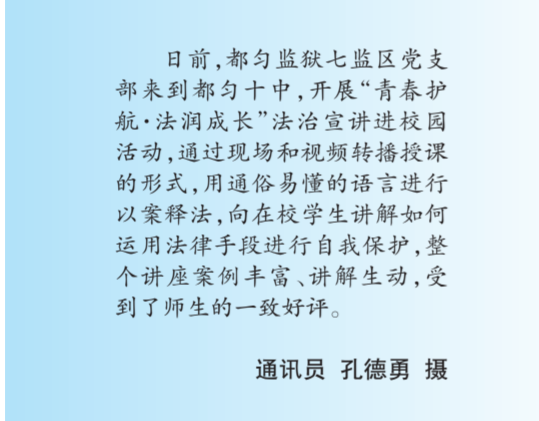 日前,都匀监狱七监区党支
部来到都匀十中,开展“青春护
航·法润成长”法治宣讲进校园
活动,通过现场和视频转播授课
的形式,用通俗易懂的语言进行
以案释法,向在校学生讲解如何
运用法律手段进行自我保护,整
个讲座案例丰富、讲解生动,受
到了师生的一致好评。
通讯员 孔德勇 摄